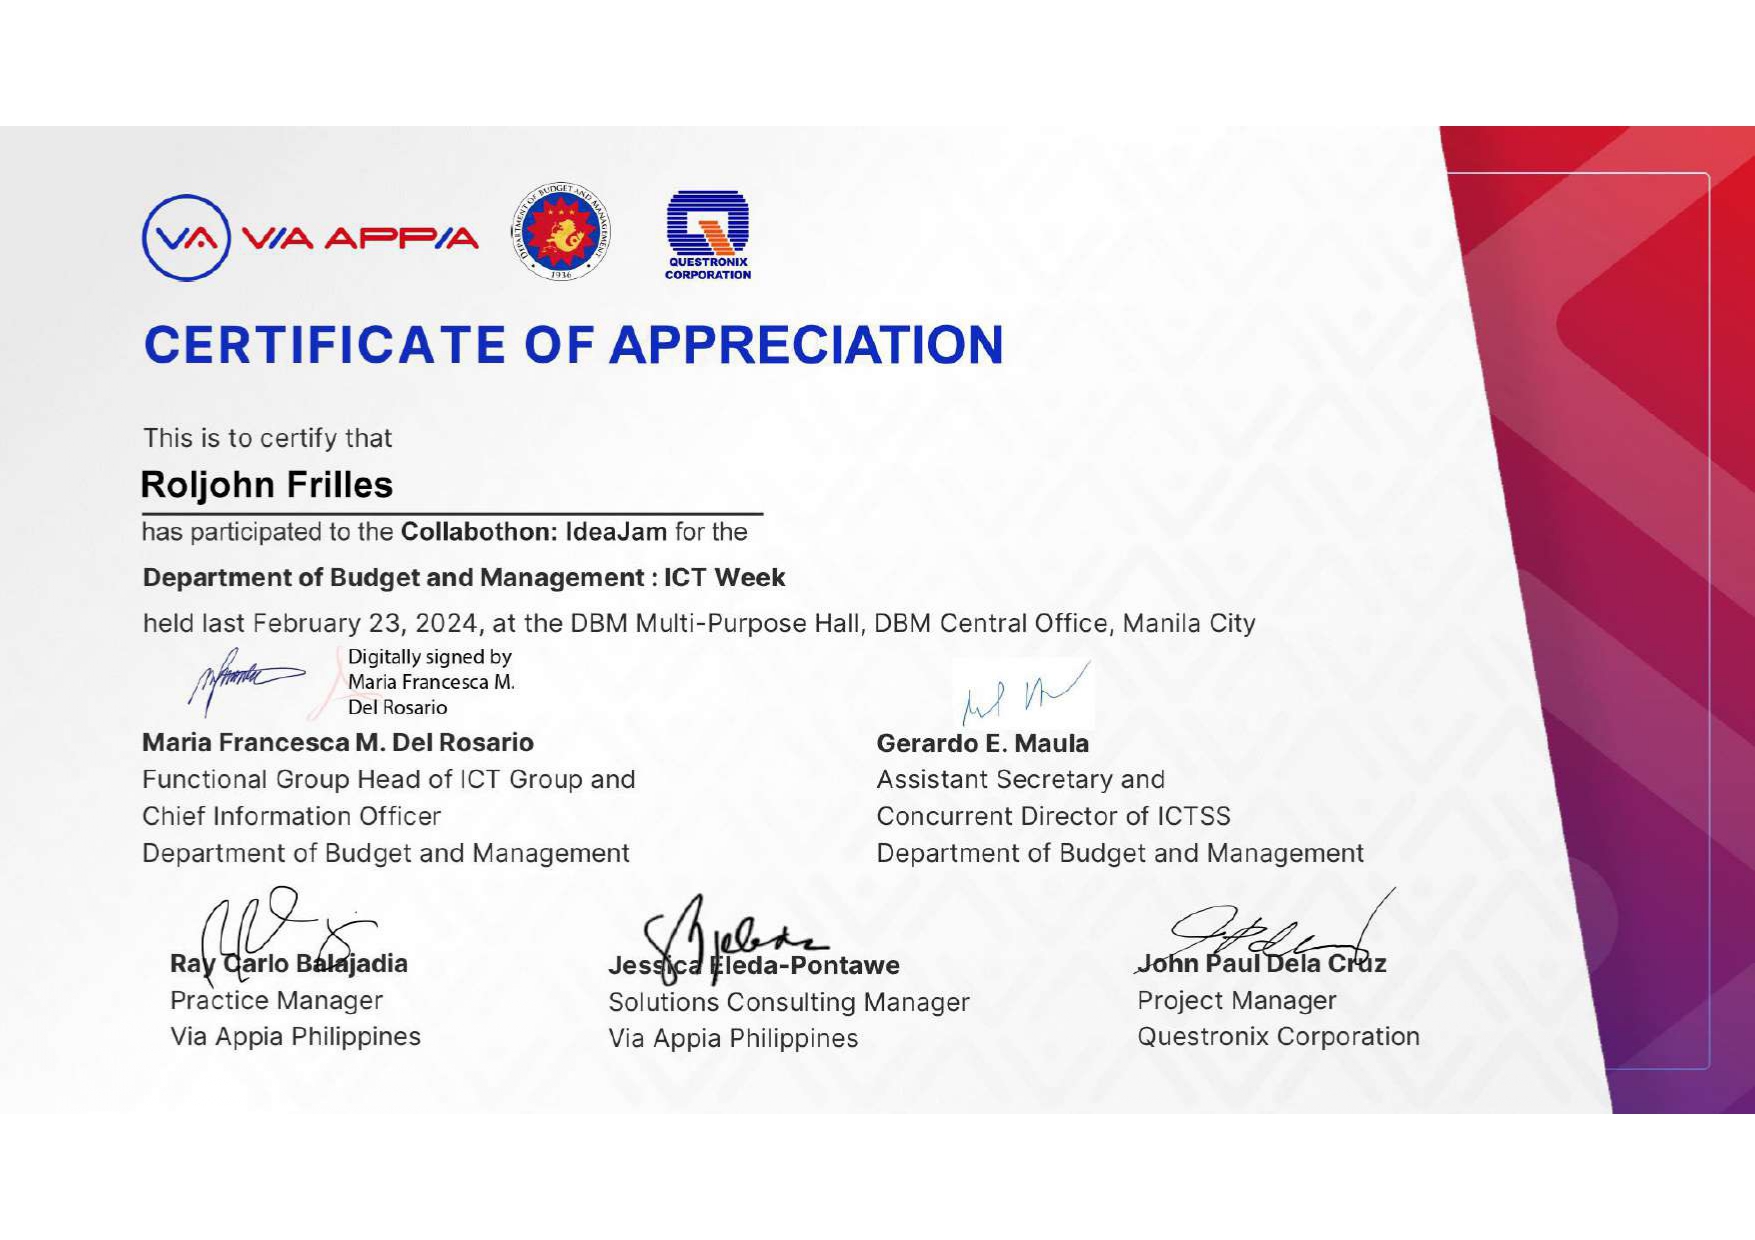 VA VIA APPIA
DEPARTMENT OF BUDGET AND MANAGEMENT
1936
QUESTRONIX
CORPORATION
CERTIFICATE OF APPRECIATION
This is to certify that
Roljohn Frilles
has participated to the Collabothon: IdeaJam for the
Department of Budget and Management : ICT Week
held last February 23, 2024, at the DBM Multi-Purpose Hall, DBM Central Office, Manila City
Digitally signed by
Maria Francesca M.
Del Rosario
Maria Francesca M. Del Rosario
Functional Group Head of ICT Group and
Chief Information Officer
Department of Budget and Management
Gerardo E. Maula
Assistant Secretary and
Concurrent Director of ICTSS
Department of Budget and Management
Ray Carlo Balajadia
Practice Manager
Via Appia Philippines
Jessica Eleda-Pontawe
Solutions Consulting Manager
Via Appia Philippines
John Paul Dela Cruz
Project Manager
Questronix Corporation